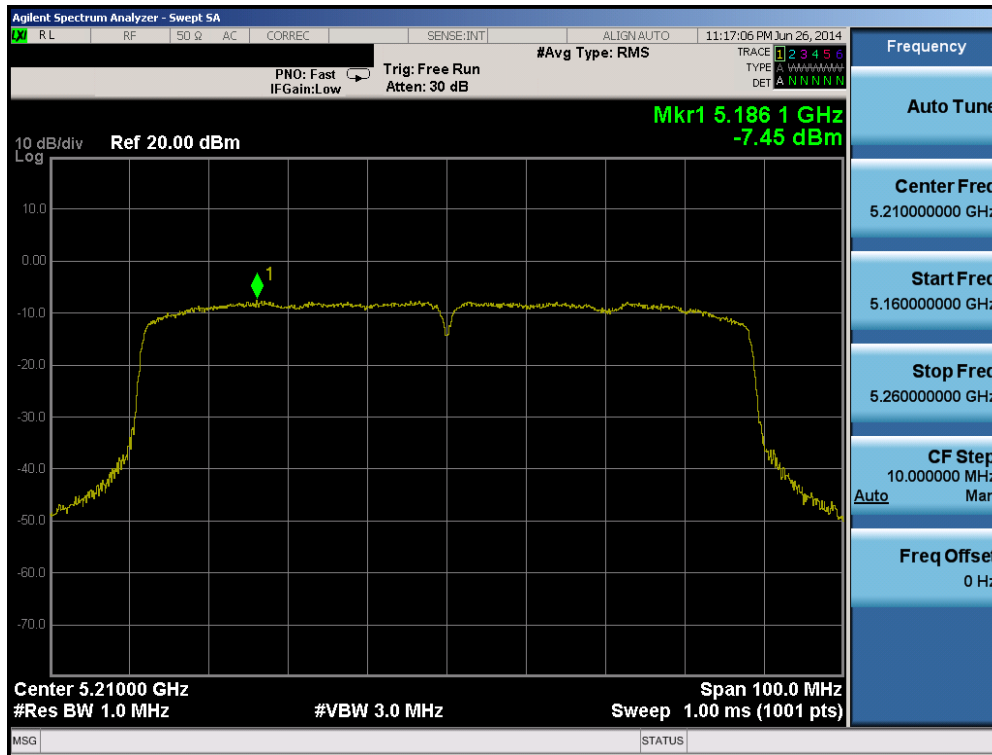 Agilent Spectrum Analyzer - Swept SA
LXI RL RF 50 Ω AC CORREC SENSE:INT ALIGN AUTO 11:17:06 PM Jun 26, 2014
Frequency
PNO: Fast
IFGain:Low
Trig: Free Run
Atten: 30 dB
#Avg Type: RMS
TRACE 1 2 3 4 5 6
TYPE A WWWWW
DET A N N N N N
Auto Tune
Mkr1 5.186 1 GHz
-7.45 dBm
10 dB/div Ref 20.00 dBm
Log
10.0
0.00
-10.0
-20.0
-30.0
-40.0
-50.0
-60.0
-70.0
1
Center Freq
5.210000000 GHz
Start Freq
5.160000000 GHz
Stop Freq
5.260000000 GHz
CF Step
10.000000 MHz
Auto Man
Freq Offset
0 Hz
Center 5.21000 GHz Span 100.0 MHz
#Res BW 1.0 MHz #VBW 3.0 MHz Sweep 1.00 ms (1001 pts)
MSG STATUS